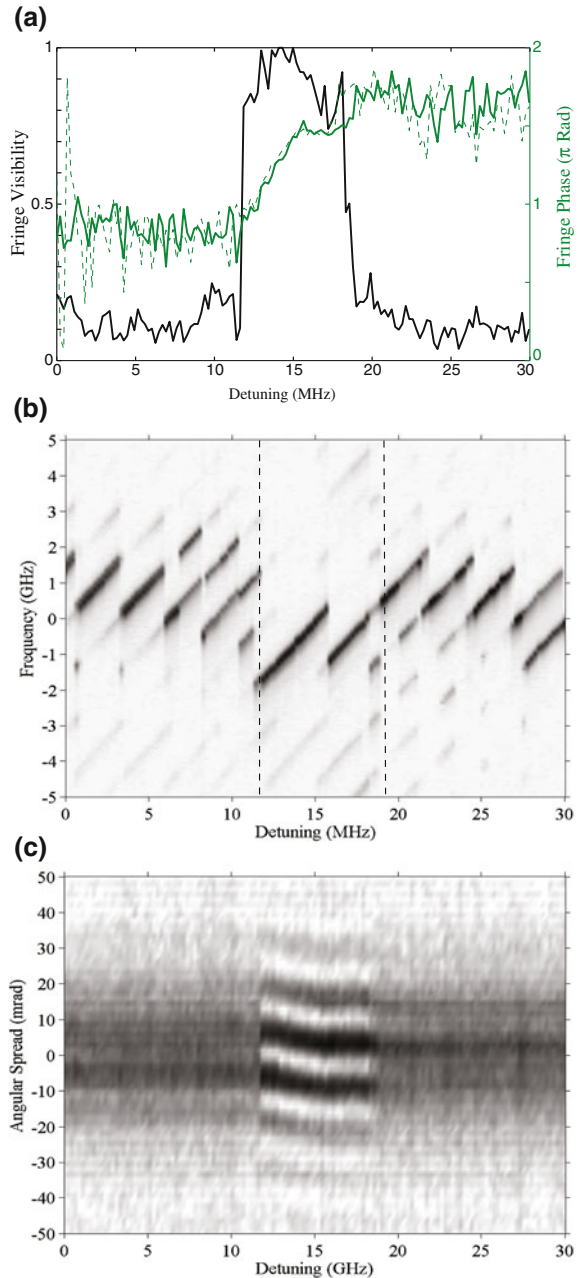 (a)
1
0.5
0
Fringe Visibility
2
1
0
Fringe Phase (π Rad)
0 5 10 15 20 25 30
Detuning (MHz)
(b)
5
4
3
2
1
0
-1
-2
-3
-4
-5
Frequency (GHz)
0 5 10 15 20 25 30
Detuning (MHz)
(c)
50
40
30
20
10
0
-10
-20
-30
-40
-50
Angular Spread (mrad)
0 5 10 15 20 25 30
Detuning (GHz)